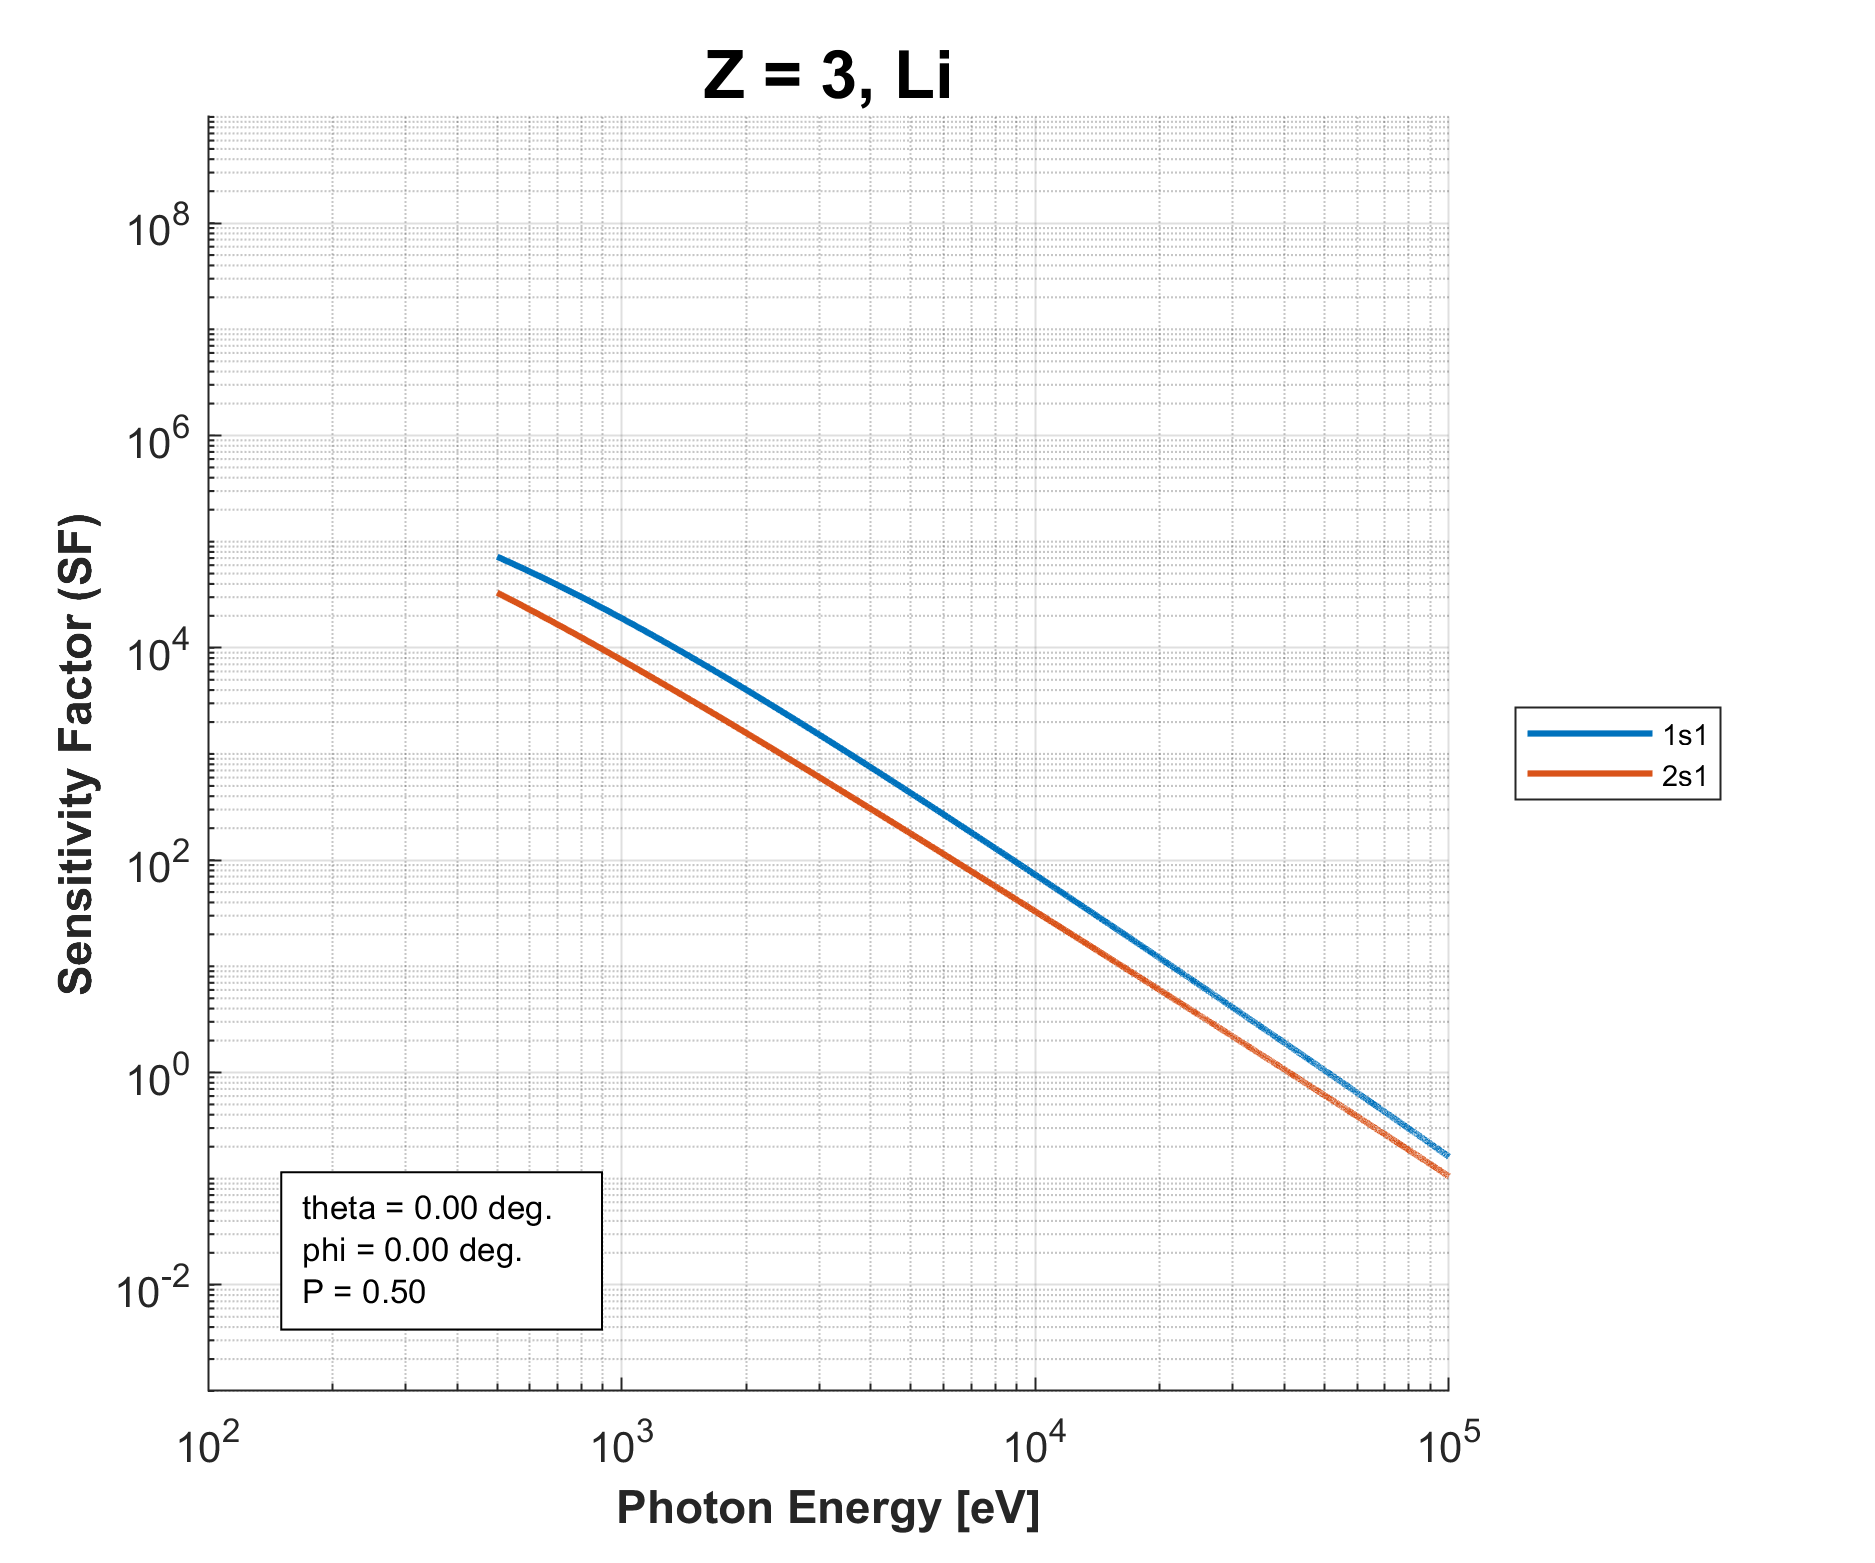 Z = 3, Li
10^8
10^6
10^4
10^2
10^0
10^-2
Sensitivity Factor (SF)
1s1
2s1
theta = 0.00 deg.
phi = 0.00 deg.
P = 0.50
10^2 10^3 10^4 10^5
Photon Energy [eV]